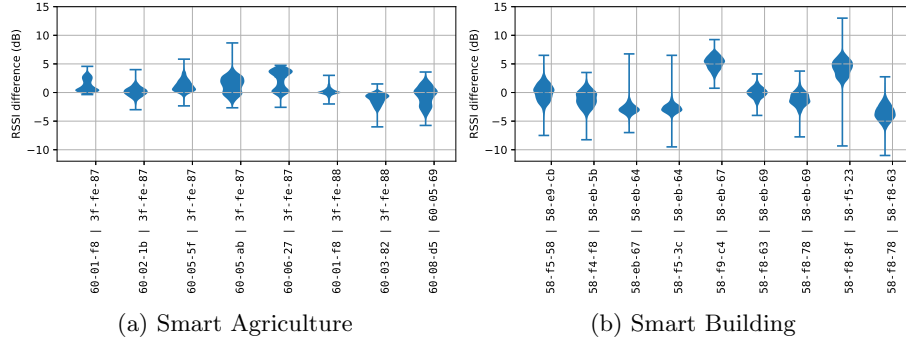 15
10
5
0
−5
−10
RSSI difference (dB)
60-01-f8 | 3f-fe-87
60-02-1b | 3f-fe-87
60-05-5f | 3f-fe-87
60-05-ab | 3f-fe-87
60-06-27 | 3f-fe-87
60-01-f8 | 3f-fe-88
60-03-82 | 3f-fe-88
60-08-d5 | 60-05-69
(a) Smart Agriculture
15
10
5
0
−5
−10
RSSI difference (dB)
58-f5-58 | 58-e9-cb
58-f4-f8 | 58-eb-5b
58-eb-67 | 58-eb-64
58-f5-3c | 58-eb-64
58-f9-c4 | 58-eb-67
58-f8-63 | 58-eb-69
58-f8-78 | 58-eb-69
58-f8-8f | 58-f5-23
58-f8-78 | 58-f8-63
(b) Smart Building